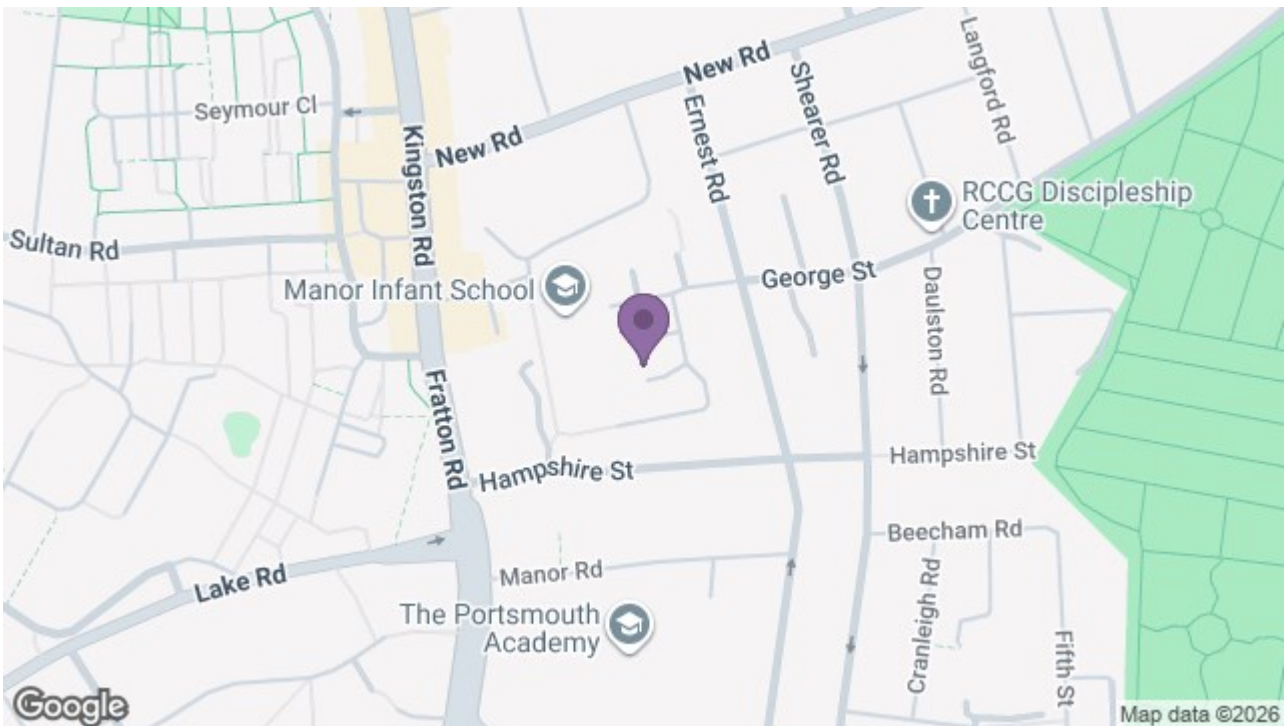 Seymour Cl
New Rd
New Rd
Kingston Rd
Ernest Rd
Shearer Rd
Langford Rd
RCCG Discipleship
Centre
Sultan Rd
Manor Infant School
George St
Daulston Rd
Fratton Rd
Hampshire St
Hampshire St
Lake Rd
Manor Rd
Beecham Rd
Cranleigh Rd
Fifth St
The Portsmouth
Academy
Google
Map data ©2026